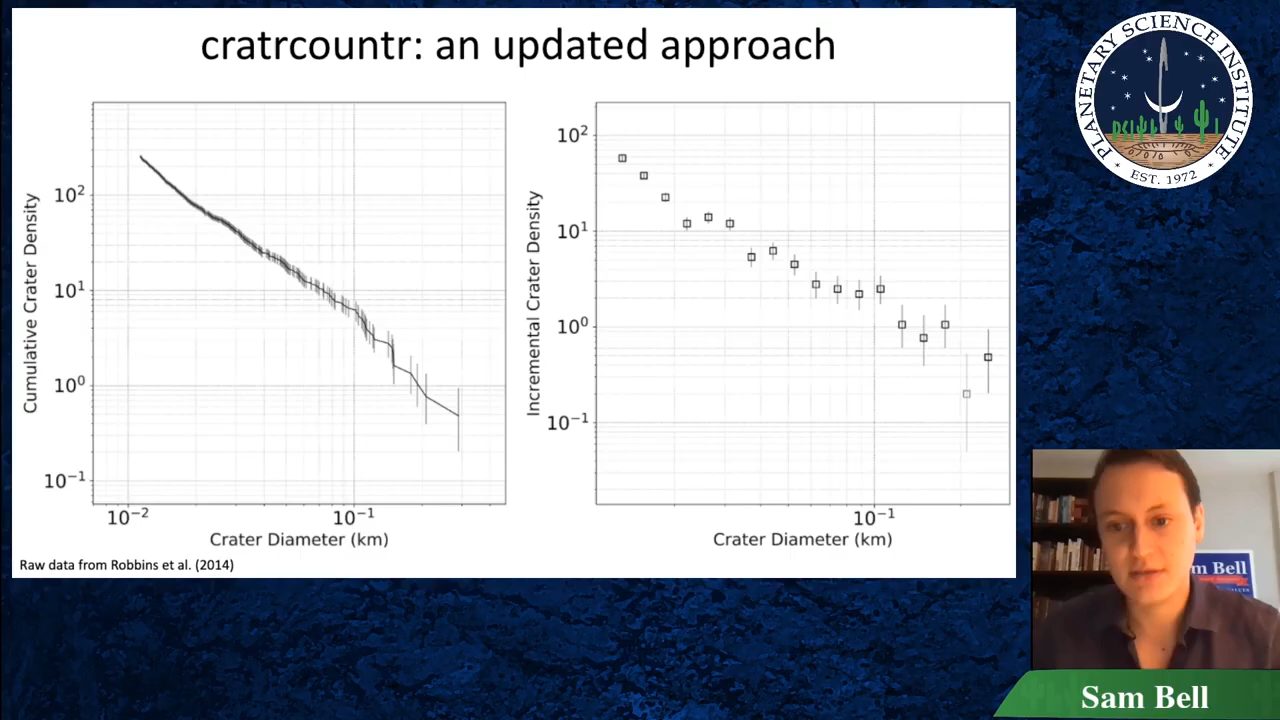 cratrcountr: an updated approach
Cumulative Crater Density
10²
10¹
10⁰
10⁻¹
10⁻²
10⁻¹
Crater Diameter (km)
Incremental Crater Density
10²
10¹
10⁰
10⁻¹
10⁻¹
Crater Diameter (km)
Raw data from Robbins et al. (2014)
PLANETARY SCIENCE INSTITUTE
PSI
EST. 1972
m Bell
Sam Bell